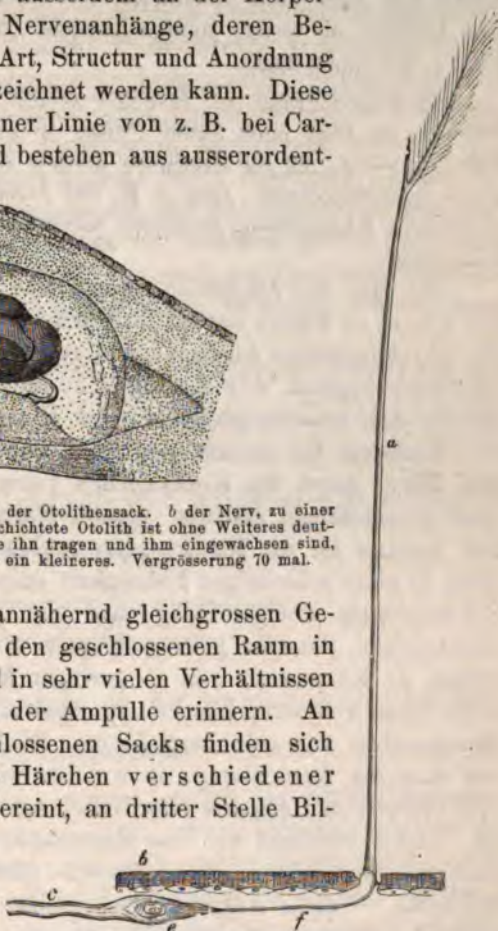 Nervenanhänge, deren Be-
Art, Structur und Anordnung
zeichnet werden kann. Diese
ner Linie von z. B. bei Car-
d bestehen aus ausserordent-
der Otolithensack. b der Nerv, zu einer
chichtete Otolith ist ohne Weiteres deut-
e ihn tragen und ihm eingewachsen sind,
ein kleineres. Vergrösserung 70 mal.
annähernd gleichgrossen Ge-
den geschlossenen Raum in
l in sehr vielen Verhältnissen
der Ampulle erinnern. An
hlossenen Sacks finden sich
Härchen verschiedener
ereint, an dritter Stelle Bil-
a
b
c
e
f